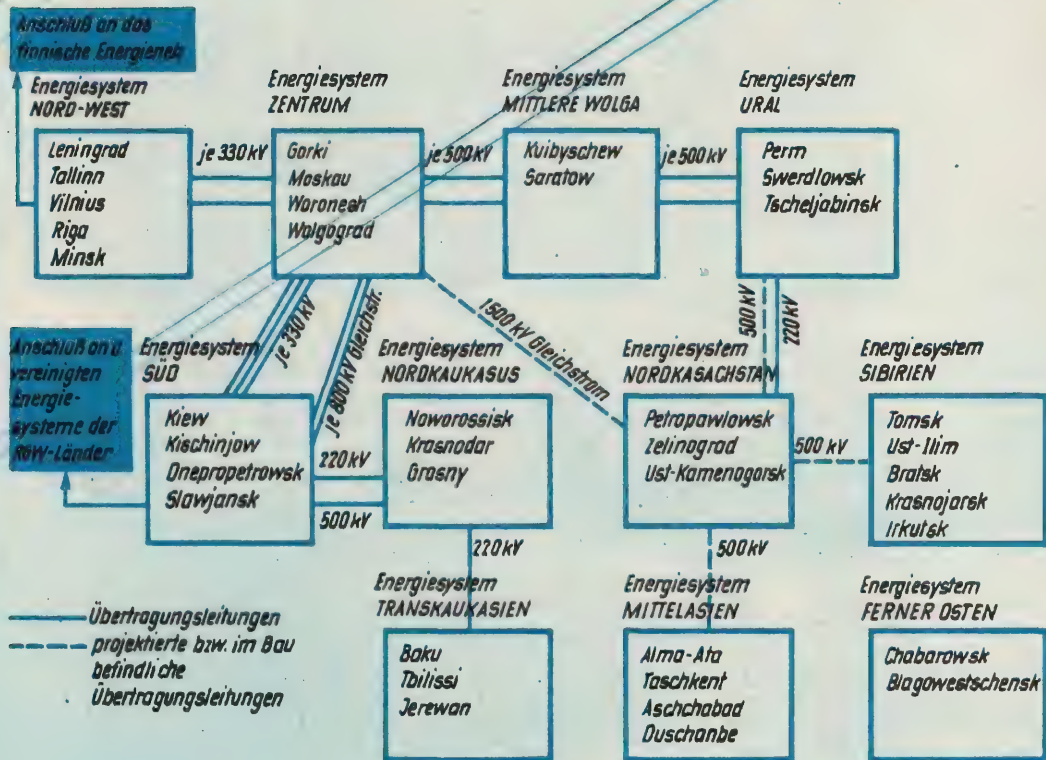 Anschluß an das
finnische Energienetz
Energiesystem
NORD-WEST
Leningrad
Tallinn
Vilnius
Riga
Minsk
je 330 kV
Energiesystem
ZENTRUM
Gorki
Moskau
Woronesh
Wolgograd
je 500 kV
Energiesystem
MITTLERE WOLGA
Kuibyschew
Saratow
je 500 kV
Energiesystem
URAL
Perm
Swerdlowsk
Tscheljabinsk
je 330 kV
je 800 kV Gleichstr.
1500 kV Gleichstrom
500 kV
220 kV
Anschluß an d.
vereinigten
Energie-
systeme der
RGW-Länder
Energiesystem
SÜD
Kiew
Kischinjow
Dnepropetrowsk
Slawjansk
220 kV
500 kV
Energiesystem
NORDKAUKASUS
Noworossisk
Krasnodar
Grosny
Energiesystem
NORDKASACHSTAN
Petropawlowsk
Zelinograd
Ust-Kamenogorsk
500 kV
Energiesystem
SIBIRIEN
Tomsk
Ust-Ilim
Bratsk
Krasnojarsk
Irkutsk
220 kV
500 kV
Übertragungsleitungen
projektierte bzw. im Bau
befindliche
Übertragungsleitungen
Energiesystem
TRANSKAUKASIEN
Baku
Tbilissi
Jerewan
Energiesystem
MITTELASIEN
Alma-Ata
Taschkent
Aschchabad
Duschanbe
Energiesystem
FERNER OSTEN
Chabarowsk
Blagowestschensk